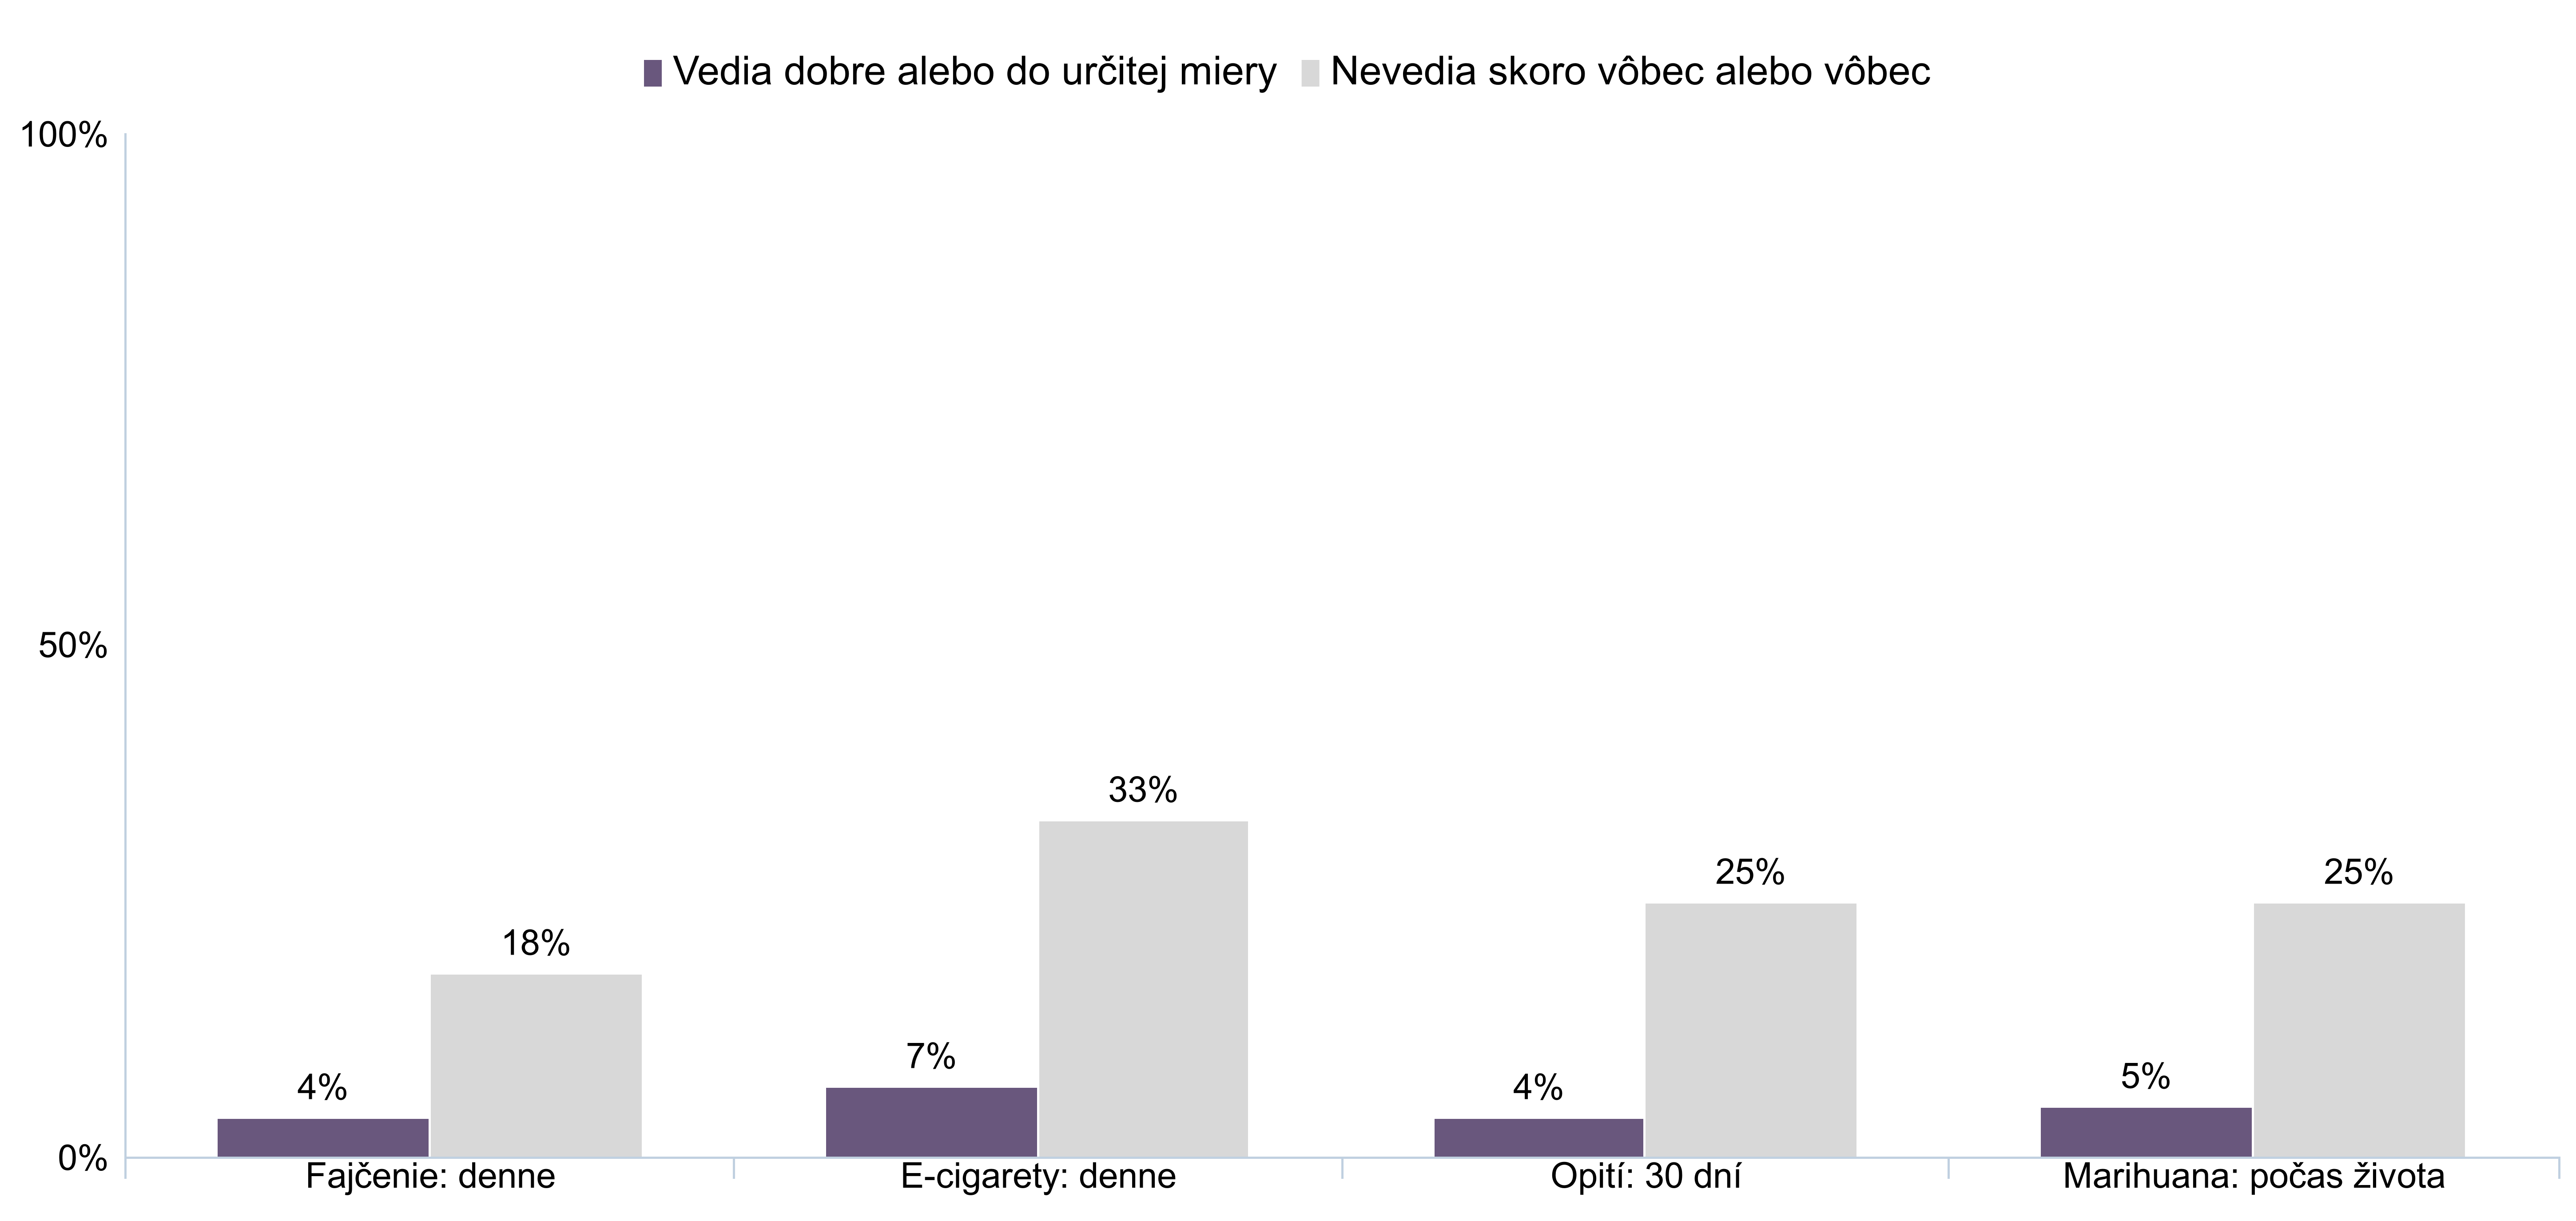 Vedia dobre alebo do určitej miery Nevedia skoro vôbec alebo vôbec
100%
50%
0%
4%
18%
7%
33%
4%
25%
5%
25%
Fajčenie: denne
E-cigarety: denne
Opití: 30 dní
Marihuana: počas života